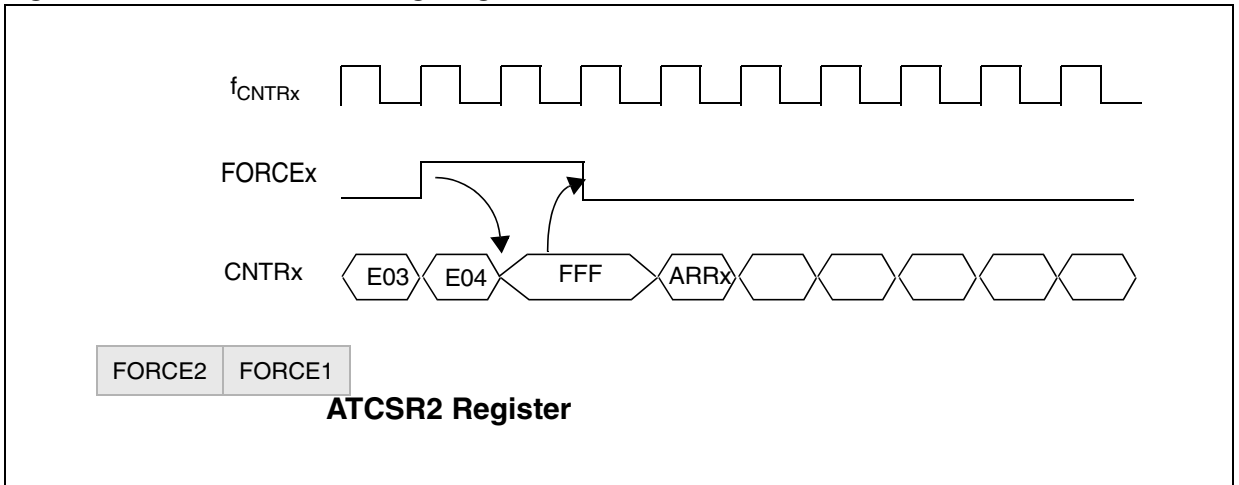 fCNTRx
FORCEx
CNTRx E03 E04 FFF ARRx
FORCE2 FORCE1
ATCSR2 Register